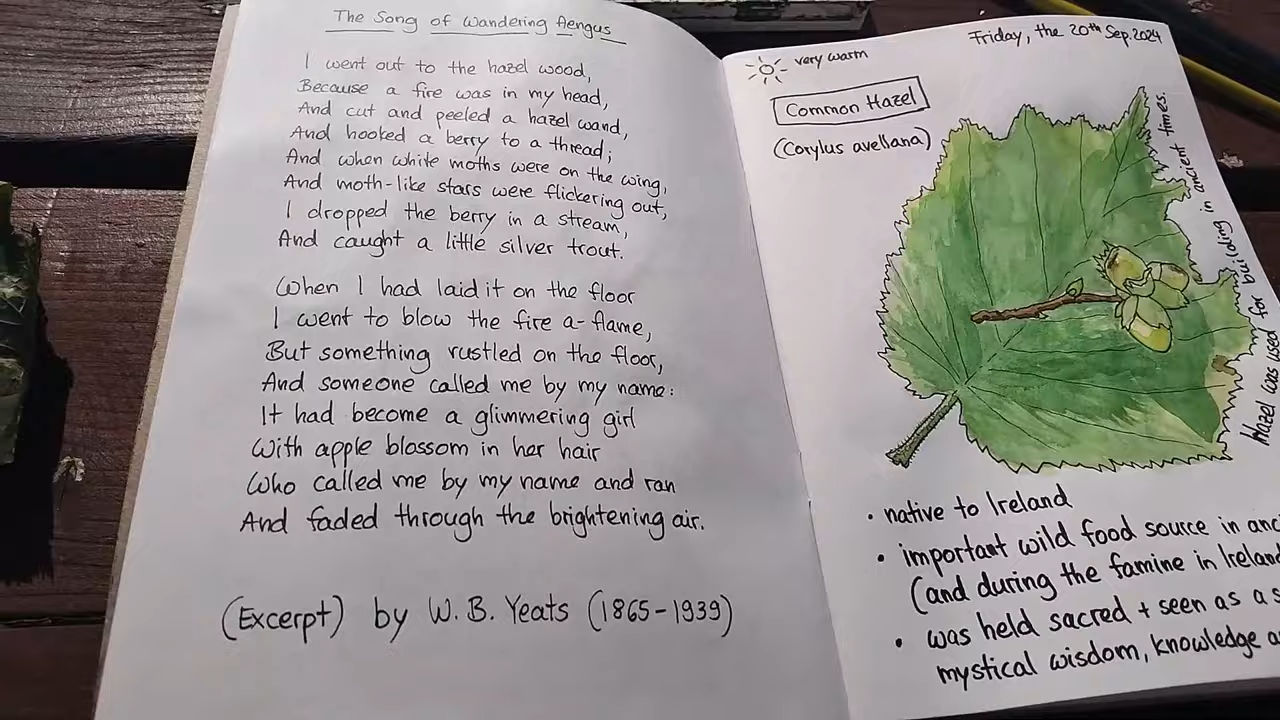 The Song of Wandering Aengus
I went out to the hazel wood,
Because a fire was in my head,
And cut and peeled a hazel wand,
And hooked a berry to a thread;
And when white moths were on the wing,
And moth-like stars were flickering out,
I dropped the berry in a stream,
And caught a little silver trout.
When I had laid it on the floor
I went to blow the fire a-flame,
But something rustled on the floor,
And someone called me by my name:
It had become a glimmering girl
With apple blossom in her hair
Who called me by my name and ran
And faded through the brightening air.
(Excerpt) by W. B. Yeats (1865-1939)
Friday, the 20th Sep. 2024
very warm
Common Hazel
(Corylus avellana)
Hazel was used for building in ancient times.
• native to Ireland
• important wild food source in anc
(and during the famine in Ireland
• was held sacred + seen as a s
mystical wisdom, knowledge a